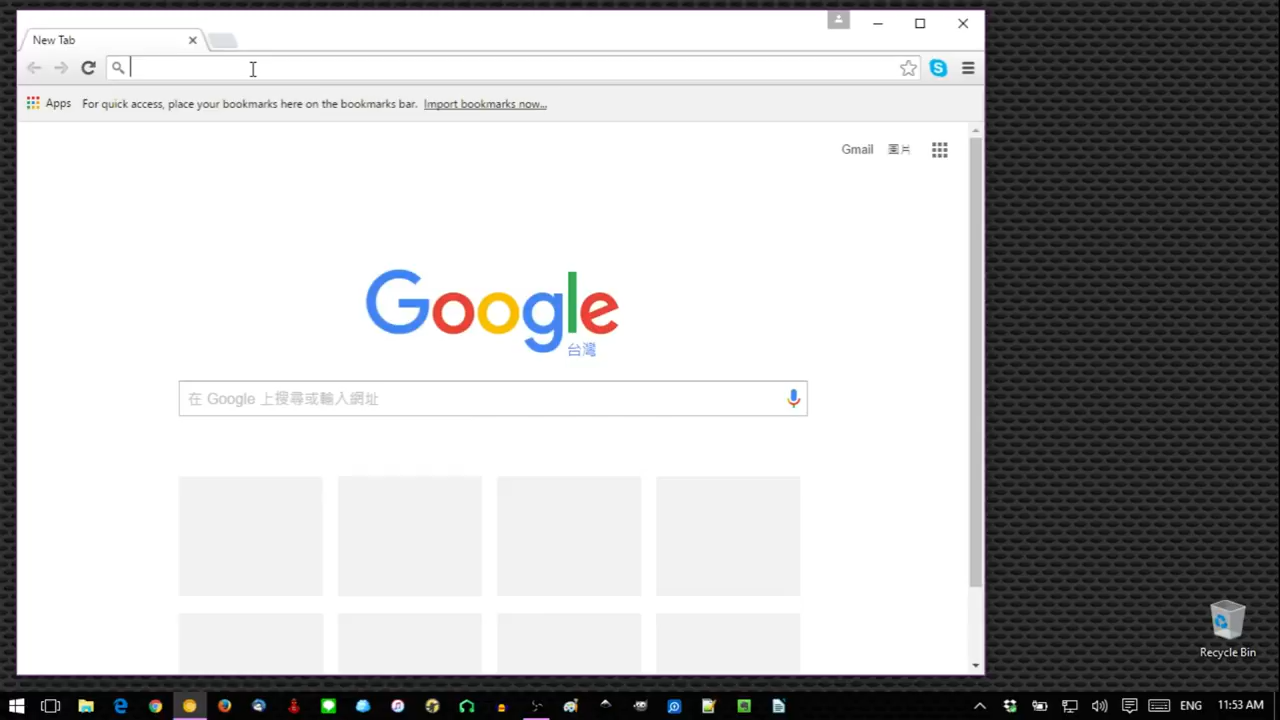 New Tab
Apps For quick access, place your bookmarks here on the bookmarks bar. Import bookmarks now...
Gmail 圖片
Google
台灣
在 Google 上搜尋或輸入網址
Recycle Bin
ENG 11:53 AM